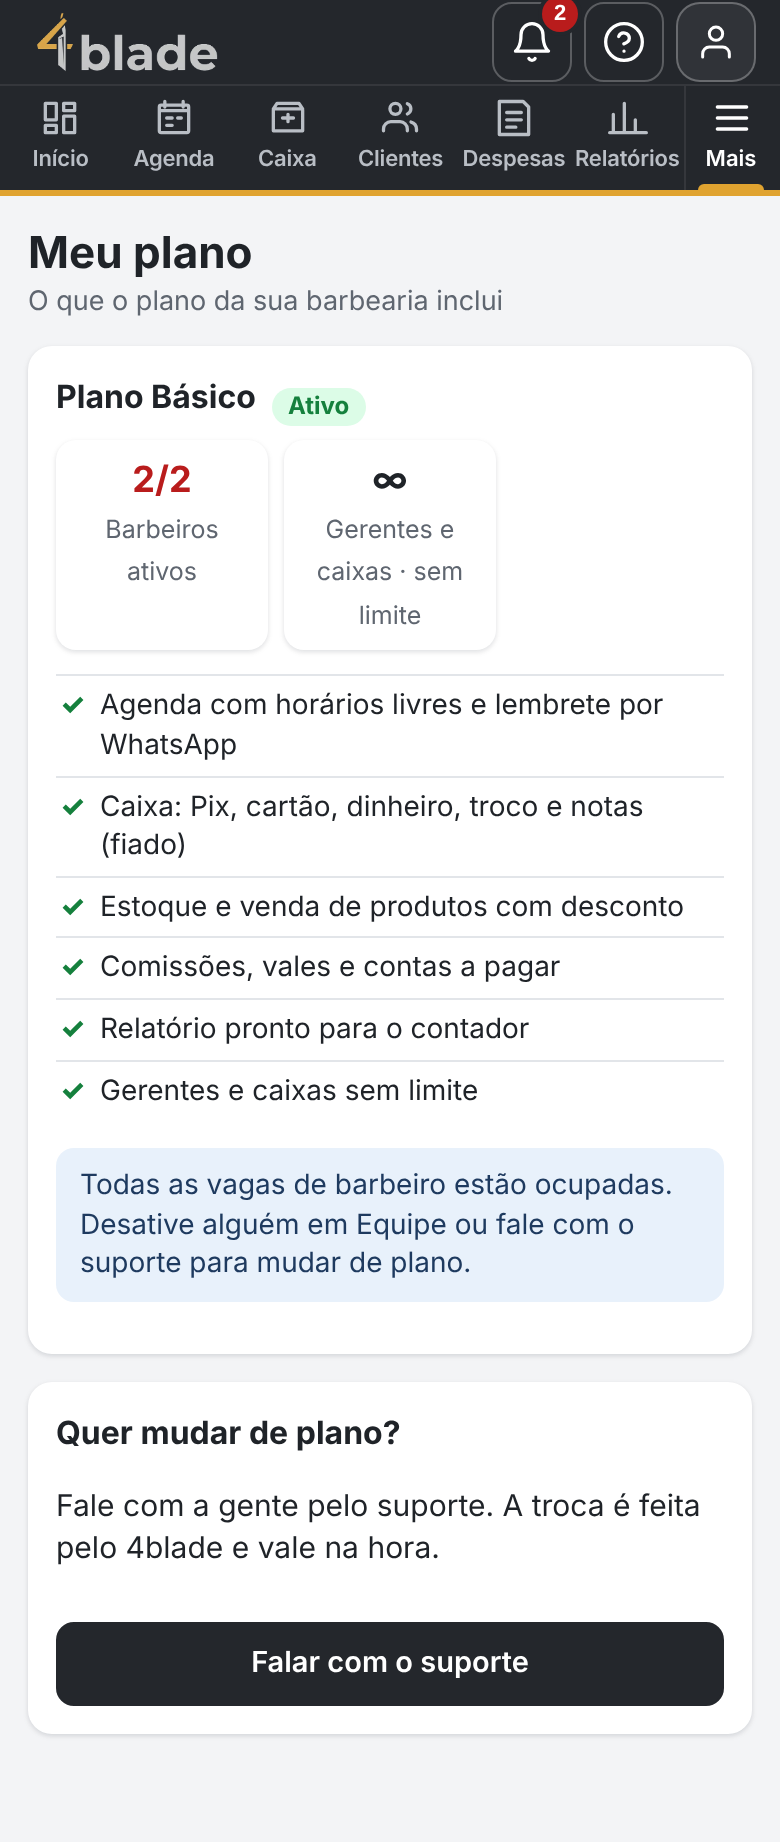 4blade
2
Início
Agenda
Caixa
Clientes
Despesas
Relatórios
Mais
Meu plano
O que o plano da sua barbearia inclui
Plano Básico
Ativo
2/2
Barbeiros
ativos
∞
Gerentes e
caixas · sem
limite
Agenda com horários livres e lembrete por
WhatsApp
Caixa: Pix, cartão, dinheiro, troco e notas
(fiado)
Estoque e venda de produtos com desconto
Comissões, vales e contas a pagar
Relatório pronto para o contador
Gerentes e caixas sem limite
Todas as vagas de barbeiro estão ocupadas.
Desative alguém em Equipe ou fale com o
suporte para mudar de plano.
Quer mudar de plano?
Fale com a gente pelo suporte. A troca é feita
pelo 4blade e vale na hora.
Falar com o suporte